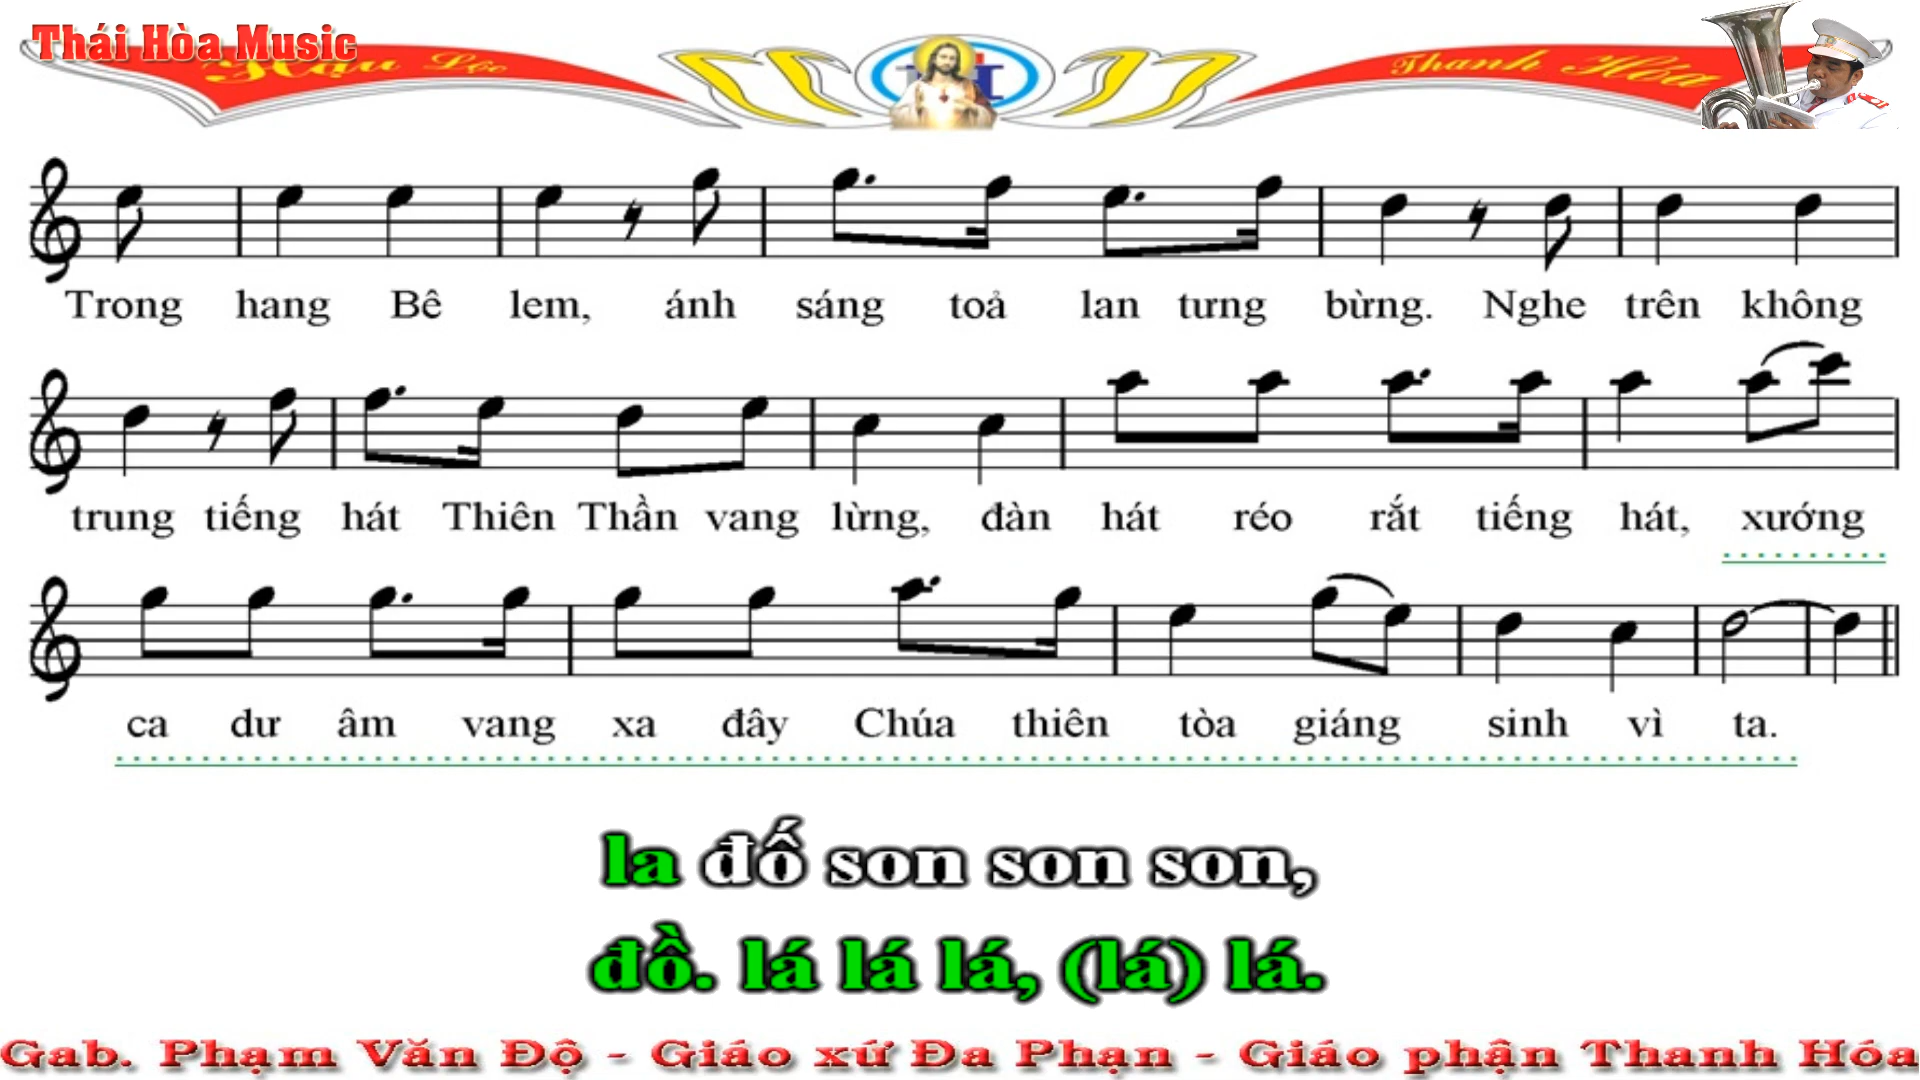 Thái Hòa Music
Hậu Lộc
Thanh Hóa
Trong hang Bê lem, ánh sáng toả lan tưng bừng. Nghe trên không
trung tiếng hát Thiên Thần vang lừng, đàn hát réo rắt tiếng hát, xướng
ca dư âm vang xa đây Chúa thiên tòa giáng sinh vì ta.
la đố son son son,
đồ. lá lá lá, (lá) lá.
Gab. Phạm Văn Độ - Giáo xứ Đa Phạn - Giáo phận Thanh Hóa